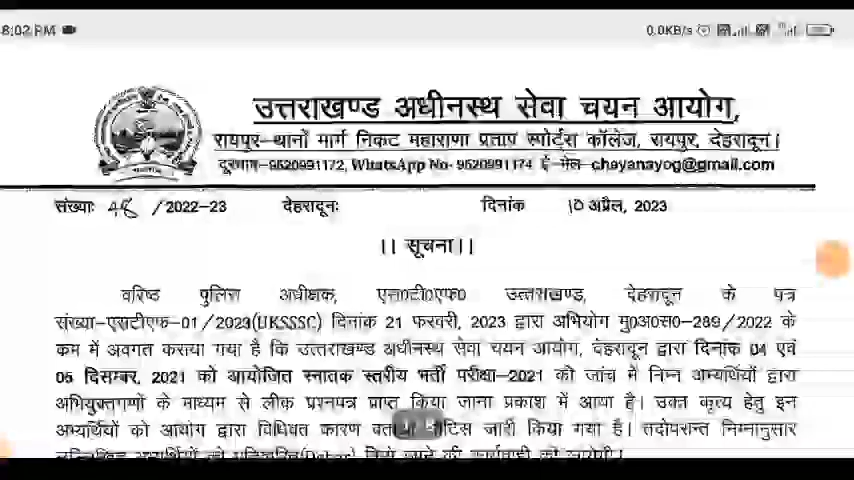 8:02 PM
0.0KB/s
उत्तराखण्ड अधीनस्थ सेवा चयन आयोग,
रायपुर-थानों मार्ग निकट महाराणा प्रताप स्पोर्ट्स कॉलेज, रायपुर, देहरादून।
दूरभाष-9520991172, WhatsApp No- 9520991174 ई-मेल-chayanayog@gmail.com
संख्याः 48 /2022-23 देहरादूनः दिनांक 10 अप्रैल, 2023
।। सूचना।।
वरिष्ठ पुलिस अधीक्षक, एस0टी0एफ0 उत्तराखण्ड, देहरादून के पत्र
संख्या-एसटीएफ-01/2023(UKSSSC) दिनांक 21 फरवरी, 2023 द्वारा अभियोग मु0अ0स0-289/2022 के
कम में अवगत कराया गया है कि उत्तराखण्ड अधीनस्थ सेवा चयन आयोग, देहरादून द्वारा दिनांक 04 एवं
05 दिसम्बर, 2021 को आयोजित स्नातक स्तरीय भर्ती परीक्षा-2021 की जांच में निम्न अभ्यर्थियों द्वारा
अभियुक्तगणों के माध्यम से लीक प्रश्नपत्र प्राप्त किया जाना प्रकाश में आया है। उक्त कृत्य हेतु इन
अभ्यर्थियों को आयोग द्वारा विधिवत कारण जारी किया गया है। तदोपरान्त निम्नानुसार